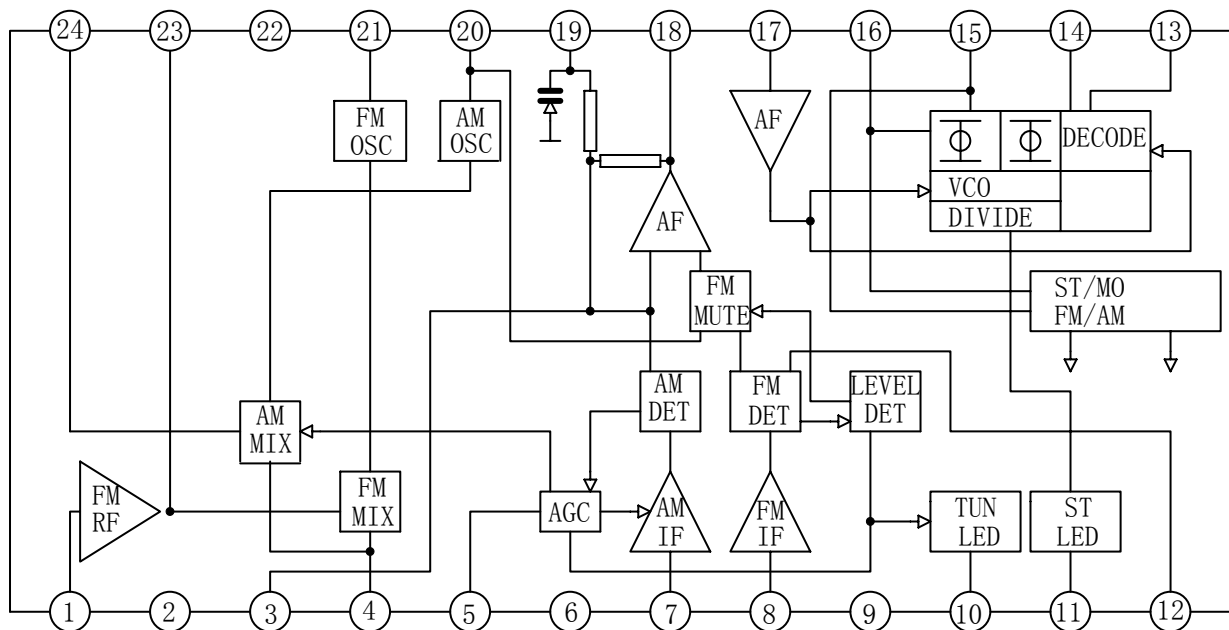 24 23 22 21 20 19 18 17 16 15 14 13
FM
OSC
AM
OSC
AF
DECODE
VCO
DIVIDE
AF
FM
MUTE
ST/MO
FM/AM
AM
DET
FM
DET
LEVEL
DET
AM
MIX
FM
RF
FM
MIX
AGC
AM
IF
FM
IF
TUN
LED
ST
LED
1 2 3 4 5 6 7 8 9 10 11 12